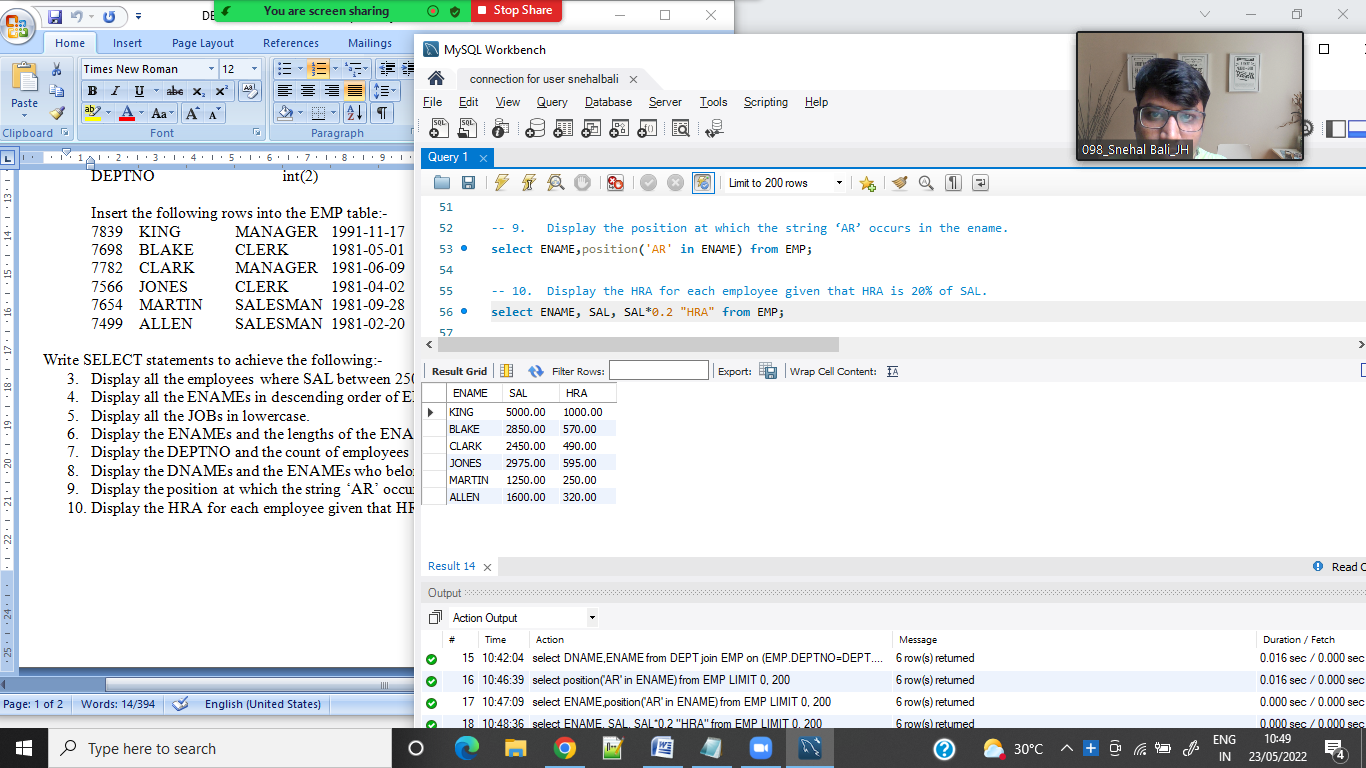 You are screen sharing
Stop Share
Home Insert Page Layout References Mailings
Times New Roman 12
Paste
Clipboard Font Paragraph
DEPTNO int(2)
Insert the following rows into the EMP table:-
7839 KING MANAGER 1991-11-17
7698 BLAKE CLERK 1981-05-01
7782 CLARK MANAGER 1981-06-09
7566 JONES CLERK 1981-04-02
7654 MARTIN SALESMAN 1981-09-28
7499 ALLEN SALESMAN 1981-02-20
Write SELECT statements to achieve the following:-
3. Display all the employees where SAL between 250
4. Display all the ENAMEs in descending order of E
5. Display all the JOBs in lowercase.
6. Display the ENAMEs and the lengths of the ENA
7. Display the DEPTNO and the count of employees
8. Display the DNAMEs and the ENAMEs who belo
9. Display the position at which the string ‘AR’ occu
10. Display the HRA for each employee given that HR
Page: 1 of 2 Words: 14/394 English (United States)
MySQL Workbench
connection for user snehalbali
File Edit View Query Database Server Tools Scripting Help
098_Snehal Bali_JH
Query 1
Limit to 200 rows
51
52 -- 9. Display the position at which the string ‘AR’ occurs in the ename.
53 select ENAME,position('AR' in ENAME) from EMP;
54
55 -- 10. Display the HRA for each employee given that HRA is 20% of SAL.
56 select ENAME, SAL, SAL*0.2 "HRA" from EMP;
57
Result Grid Filter Rows: Export: Wrap Cell Content:
ENAME SAL HRA
KING 5000.00 1000.00
BLAKE 2850.00 570.00
CLARK 2450.00 490.00
JONES 2975.00 595.00
MARTIN 1250.00 250.00
ALLEN 1600.00 320.00
Result 14 Read O
Output
Action Output
# Time Action Message Duration / Fetch
15 10:42:04 select DNAME,ENAME from DEPT join EMP on (EMP.DEPTNO=DEPT.... 6 row(s) returned 0.016 sec / 0.000 sec
16 10:46:39 select position('AR' in ENAME) from EMP LIMIT 0, 200 6 row(s) returned 0.016 sec / 0.000 sec
17 10:47:09 select ENAME,position('AR' in ENAME) from EMP LIMIT 0, 200 6 row(s) returned 0.000 sec / 0.000 sec
18 10:48:36 select ENAME, SAL, SAL*0.2 "HRA" from EMP LIMIT 0, 200 6 row(s) returned 0.000 sec / 0.000 sec
Type here to search
30°C
ENG
IN
10:49
23/05/2022
4